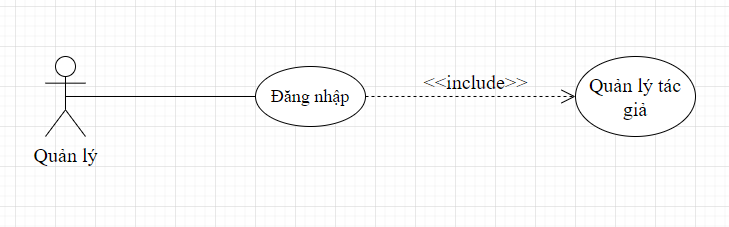 <<include>>
Đăng nhập
Quản lý tác
giả
Quản lý